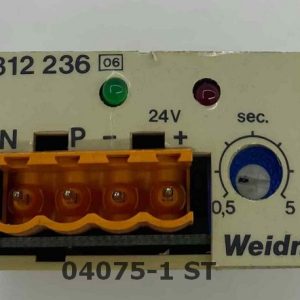 312 236 06
24V sec.
N P - +
0,5 5
Weidm
04075-1 ST